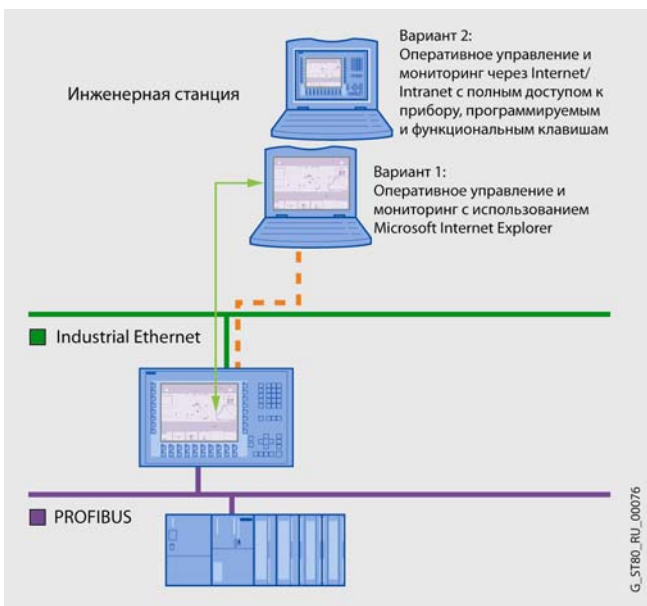 Вариант 2:
Оперативное управление и
мониторинг через Internet/
Intranet с полным доступом к
прибору, программируемым
и функциональным клавишам
Инженерная станция
Вариант 1:
Оперативное управление и
мониторинг с использованием
Microsoft Internet Explorer
Industrial Ethernet
PROFIBUS
G_ST80_RU_00076